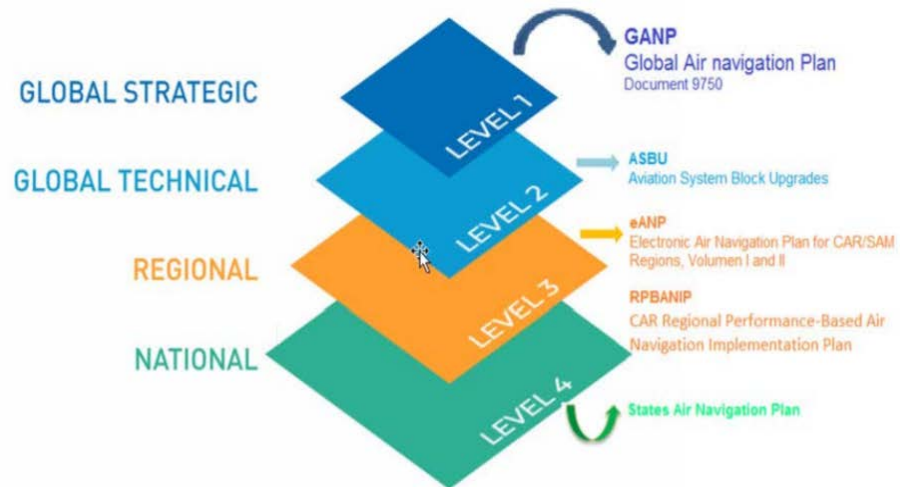 GANP
Global Air navigation Plan
Document 9750
GLOBAL STRATEGIC
LEVEL 1
ASBU
Aviation System Block Upgrades
GLOBAL TECHNICAL
LEVEL 2
eANP
Electronic Air Navigation Plan for CAR/SAM
Regions, Volumen I and II
REGIONAL
LEVEL 3
RPBANIP
CAR Regional Performance-Based Air
Navigation Implementation Plan
NATIONAL
LEVEL 4
States Air Navigation Plan